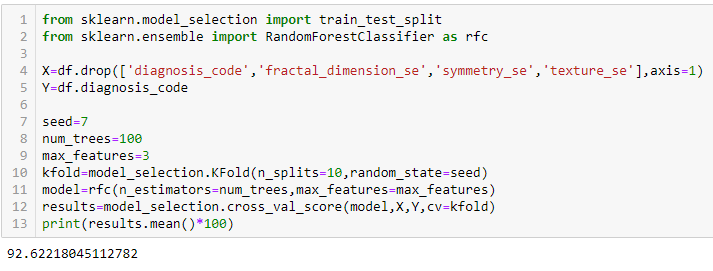 1 from sklearn.model_selection import train_test_split
2 from sklearn.ensemble import RandomForestClassifier as rfc
3
4 X=df.drop(['diagnosis_code','fractal_dimension_se','symmetry_se','texture_se'],axis=1)
5 Y=df.diagnosis_code
6
7 seed=7
8 num_trees=100
9 max_features=3
10 kfold=model_selection.KFold(n_splits=10,random_state=seed)
11 model=rfc(n_estimators=num_trees,max_features=max_features)
12 results=model_selection.cross_val_score(model,X,Y,cv=kfold)
13 print(results.mean()*100)
92.62218045112782